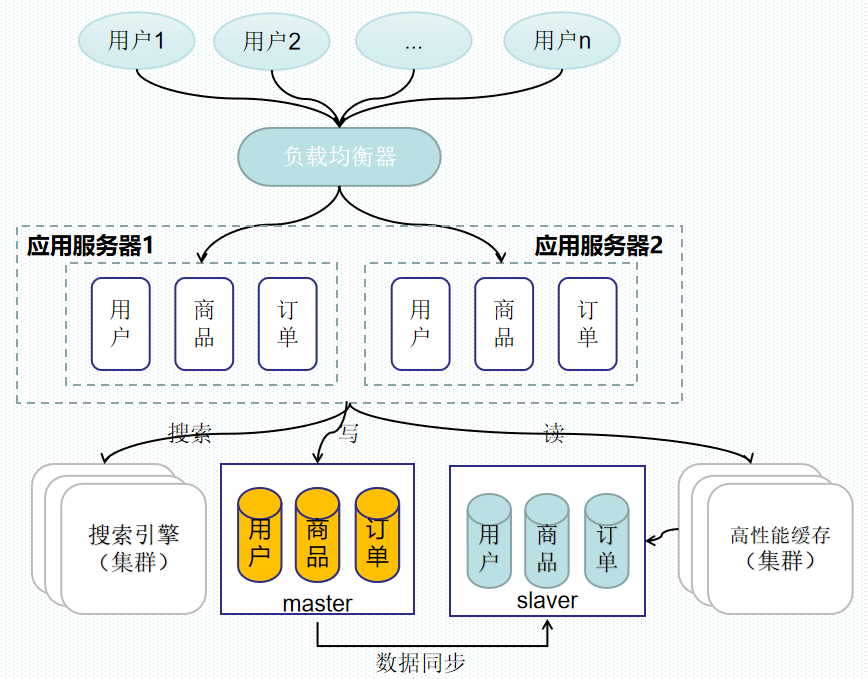 用户1
用户2
...
用户n
负载均衡器
应用服务器1
应用服务器2
用户
商品
订单
用户
商品
订单
搜索
写
读
搜索引擎
（集群）
用户
商品
订单
master
用户
商品
订单
slaver
高性能缓存
（集群）
数据同步